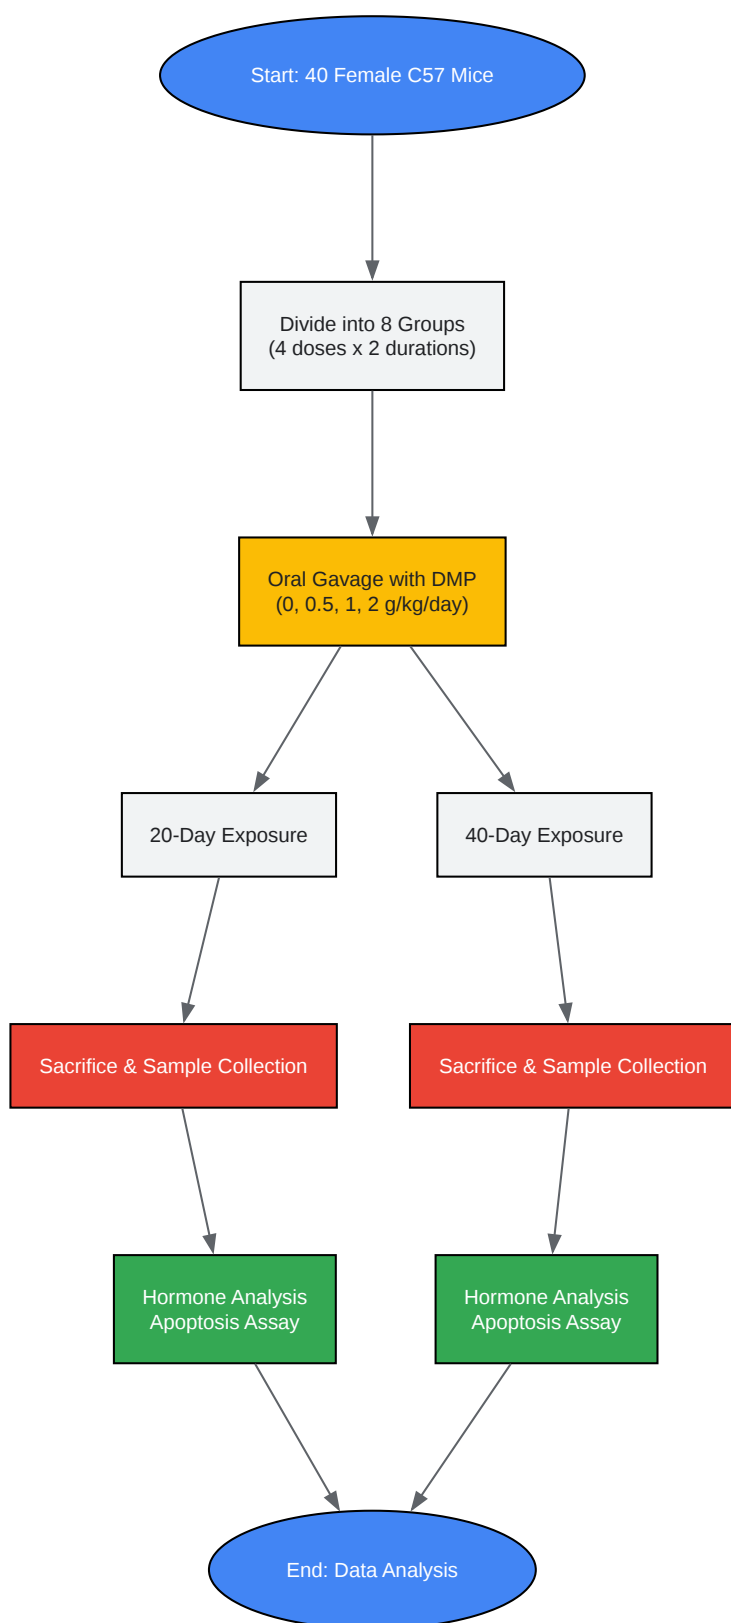 Start: 40 Female C57 Mice
Divide into 8 Groups
(4 doses x 2 durations)
Oral Gavage with DMP
(0, 0.5, 1, 2 g/kg/day)
20-Day Exposure
40-Day Exposure
Sacrifice & Sample Collection
Sacrifice & Sample Collection
Hormone Analysis
Apoptosis Assay
Hormone Analysis
Apoptosis Assay
End: Data Analysis